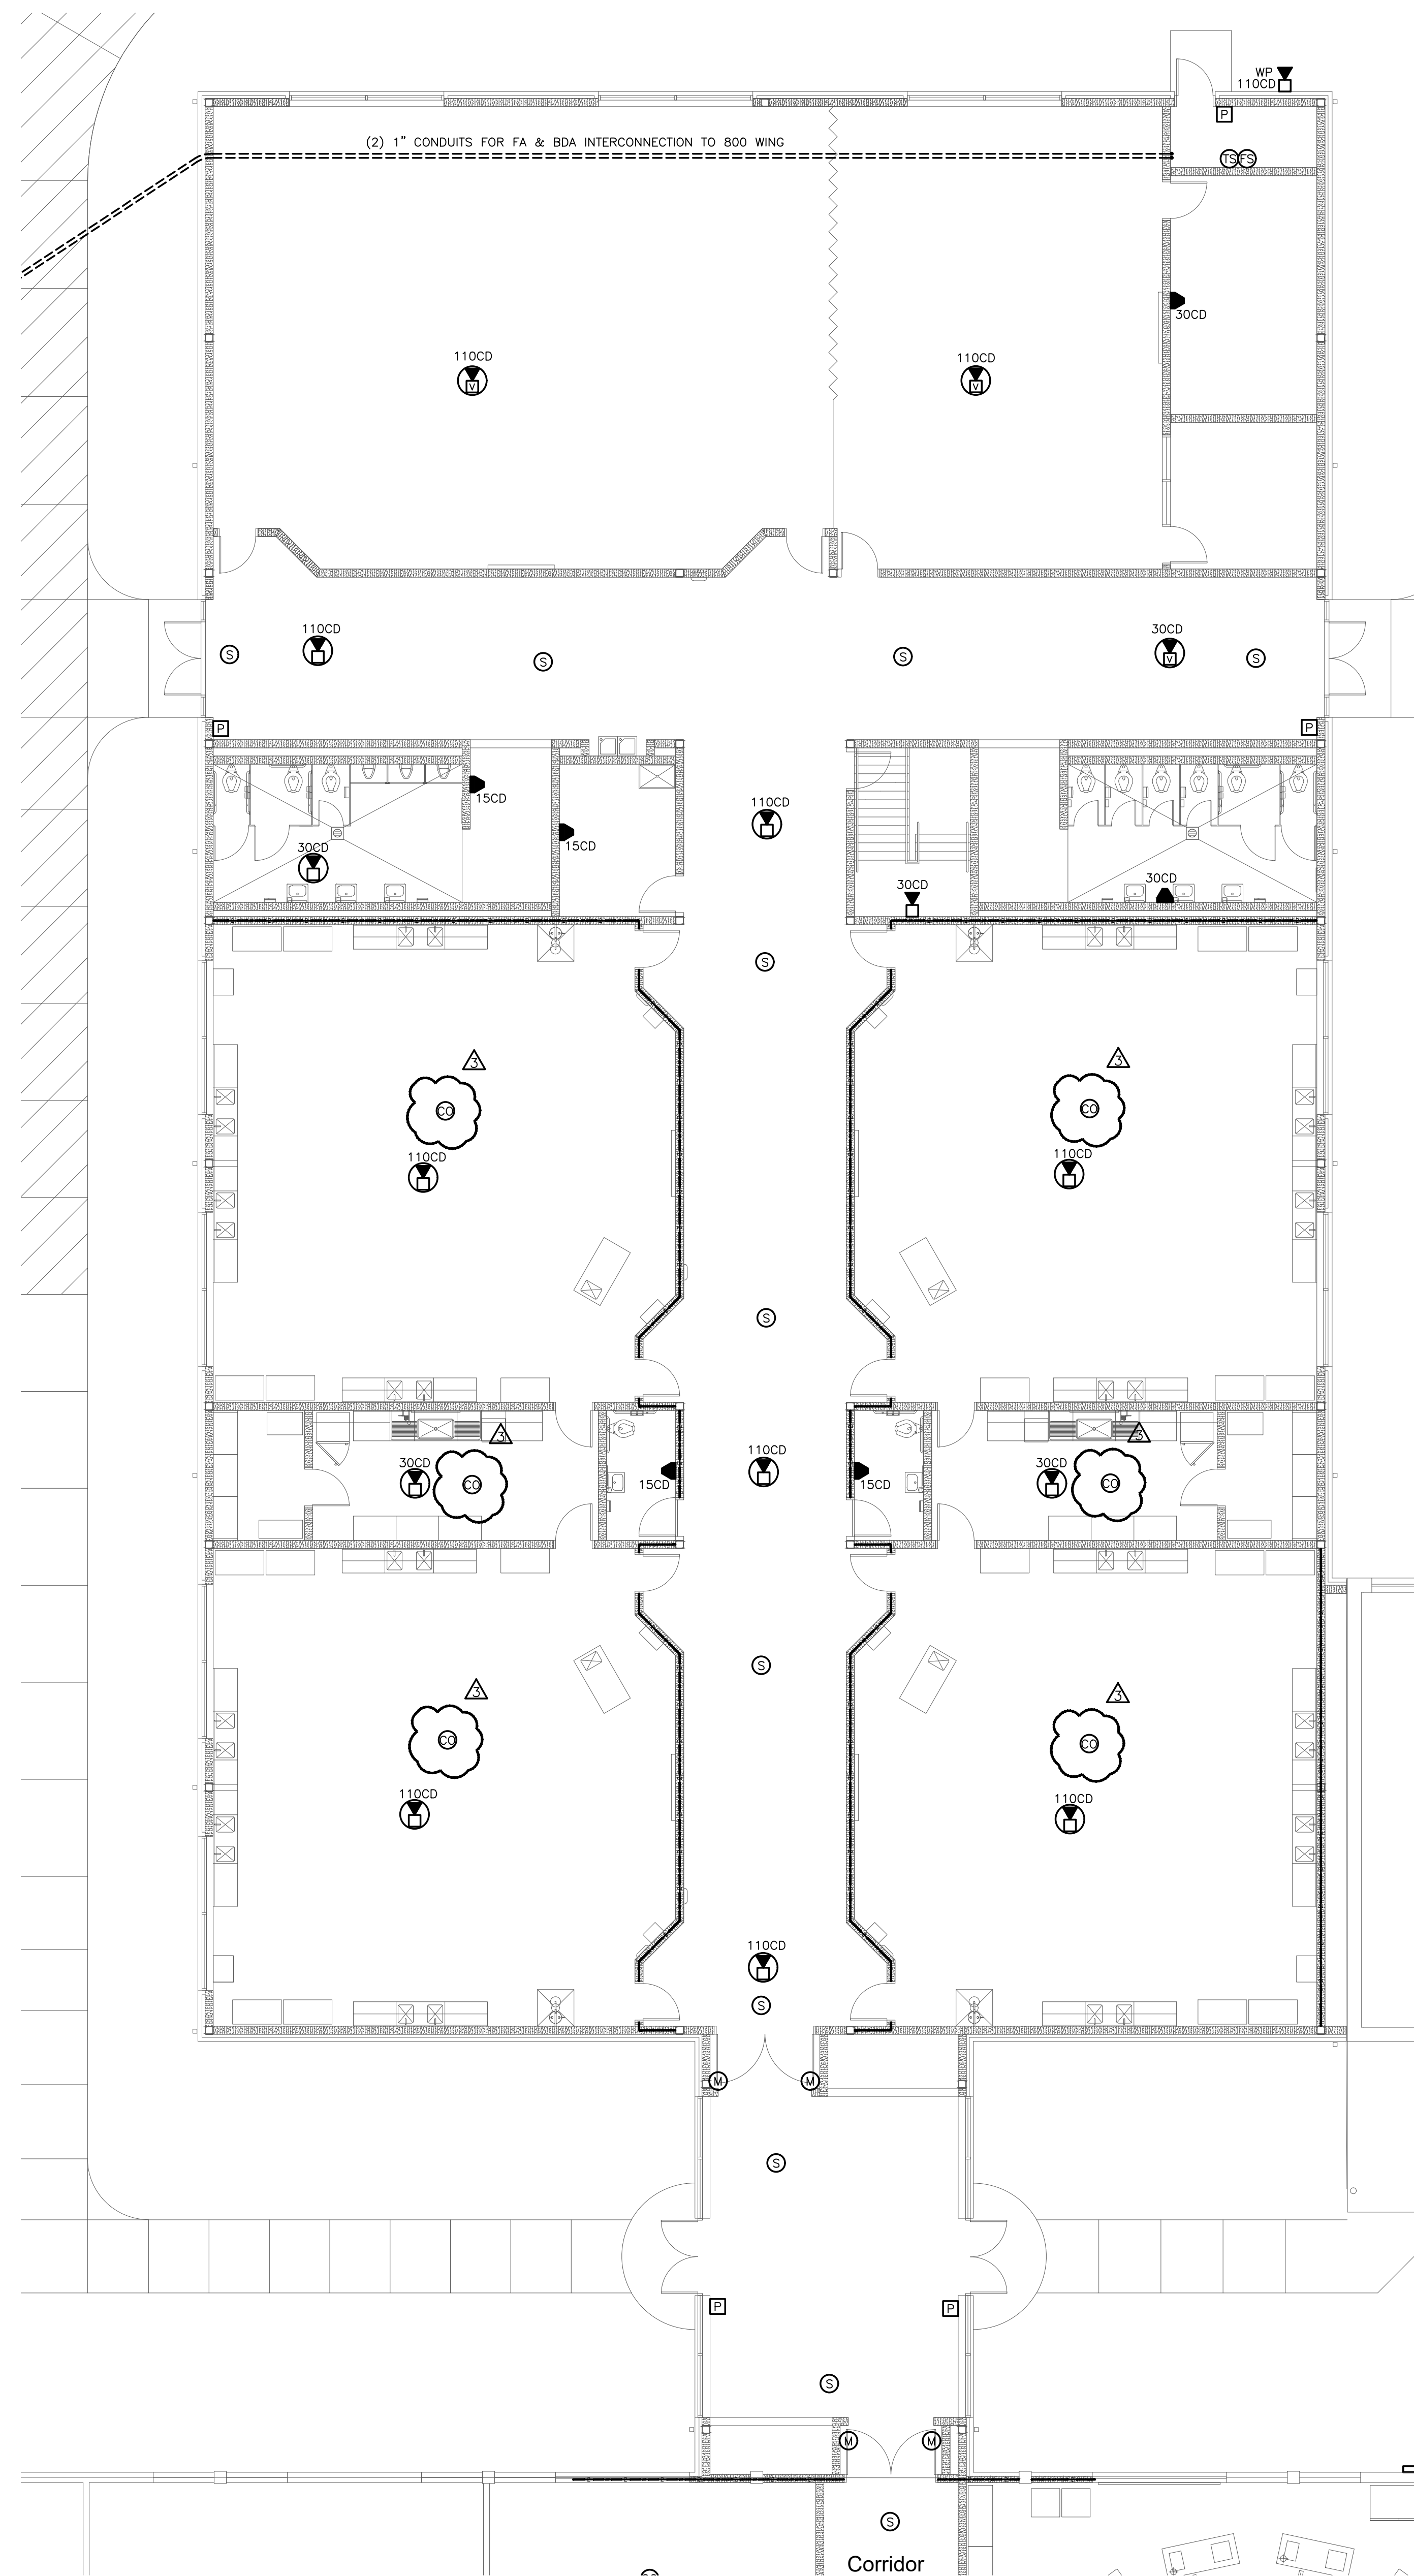 WP
110CD
P
(2) 1" CONDUITS FOR FA & BDA INTERCONNECTION TO 800 WING
TS FS
30CD
110CD 110CD
V V
110CD 30CD
S S S V S
P P
15CD 110CD
15CD
30CD 30CD 30CD
S
3 3
CO CO
110CD 110CD
S
3 3
30CD 110CD 30CD
CO 15CD 15CD CO
S
3 3
CO CO
110CD 110CD
110CD
S
M M
S
P P
S
M M
S
Corridor